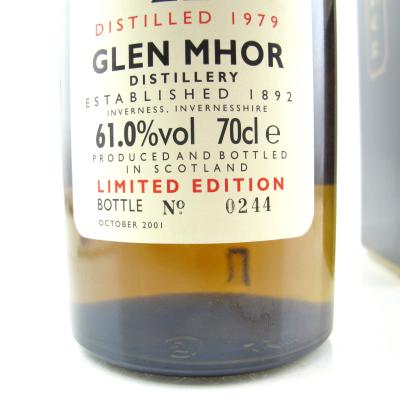 DISTILLED 1979
GLEN MHOR
DISTILLERY
ESTABLISHED 1892
INVERNESS, INVERNESSHIRE
61.0%vol 70cl e
PRODUCED AND BOTTLED
IN SCOTLAND
LIMITED EDITION
BOTTLE Nº 0244
OCTOBER 2001